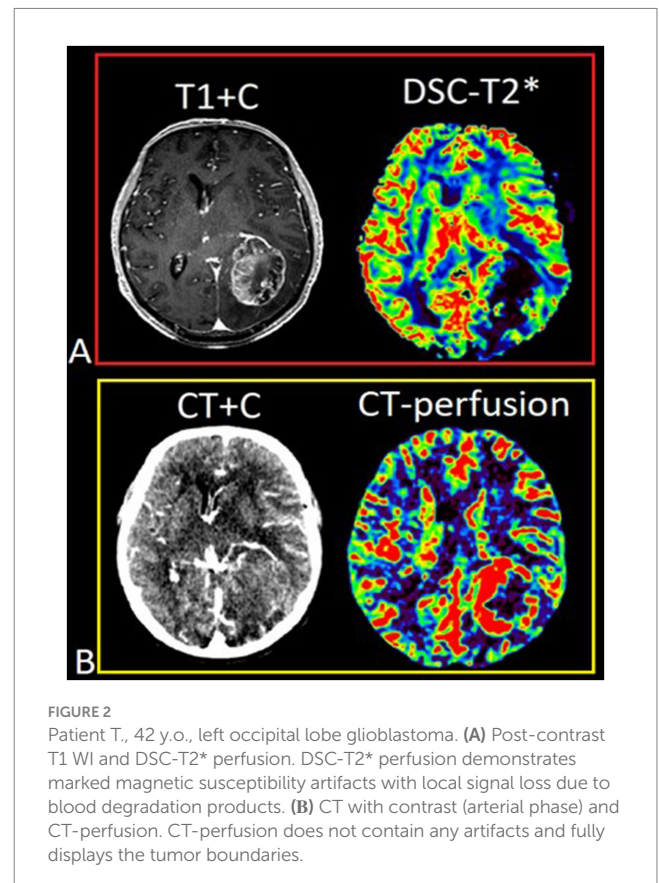 T1+C
DSC-T2*
A
CT+C
CT-perfusion
B
FIGURE 2
Patient T., 42 y.o., left occipital lobe glioblastoma. (A) Post-contrast
T1 WI and DSC-T2* perfusion. DSC-T2* perfusion demonstrates
marked magnetic susceptibility artifacts with local signal loss due to
blood degradation products. (B) CT with contrast (arterial phase) and
CT-perfusion. CT-perfusion does not contain any artifacts and fully
displays the tumor boundaries.